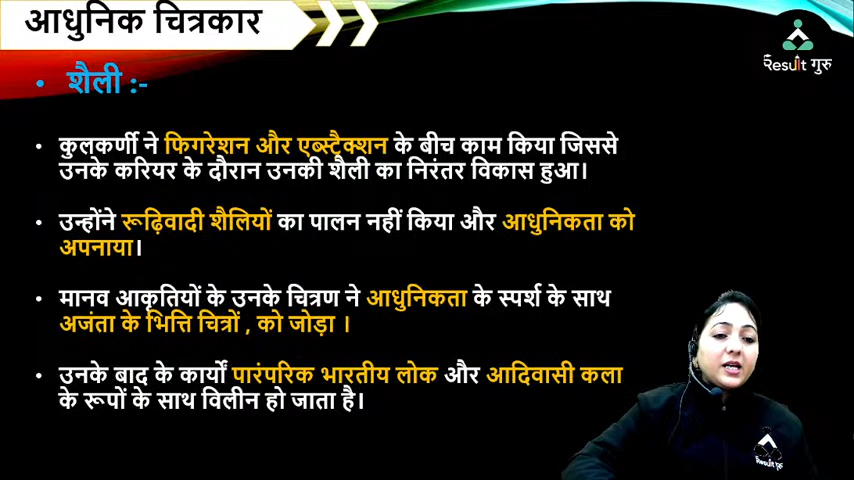 आधुनिक चित्रकार
Result गुरु
• शैली :-
• कुलकर्णी ने फिगरेशन और एब्स्ट्रैक्शन के बीच काम किया जिससे
उनके करियर के दौरान उनकी शैली का निरंतर विकास हुआ।
• उन्होंने रूढ़िवादी शैलियों का पालन नहीं किया और आधुनिकता को
अपनाया।
• मानव आकृतियों के उनके चित्रण ने आधुनिकता के स्पर्श के साथ
अजंता के भित्ति चित्रों , को जोड़ा ।
• उनके बाद के कार्यों पारंपरिक भारतीय लोक और आदिवासी कला
के रूपों के साथ विलीन हो जाता है।
Result गुरु